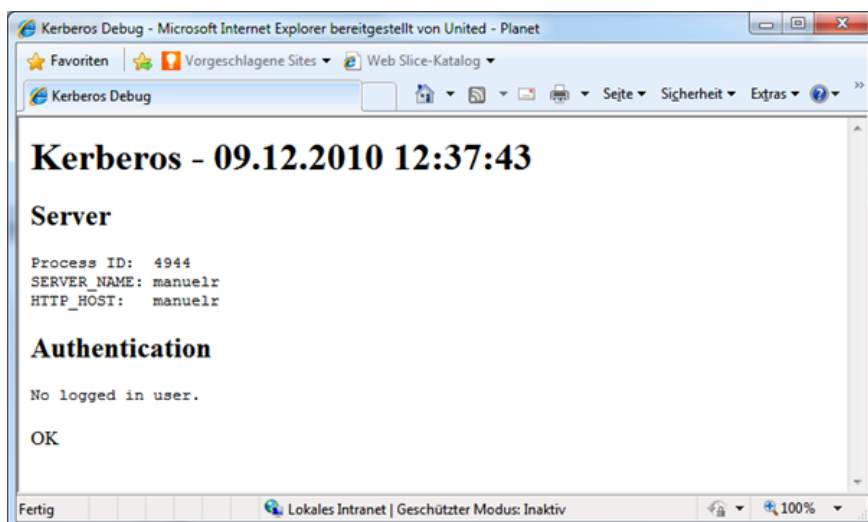 Kerberos Debug - Microsoft Internet Explorer bereitgestellt von United - Planet
Favoriten Vorgeschlagene Sites Web Slice-Katalog
Kerberos Debug Seite Sicherheit Extras
Kerberos - 09.12.2010 12:37:43
Server
Process ID: 4944
SERVER_NAME: manuelr
HTTP_HOST: manuelr
Authentication
No logged in user.
OK
Fertig Lokales Intranet | Geschützter Modus: Inaktiv 100%